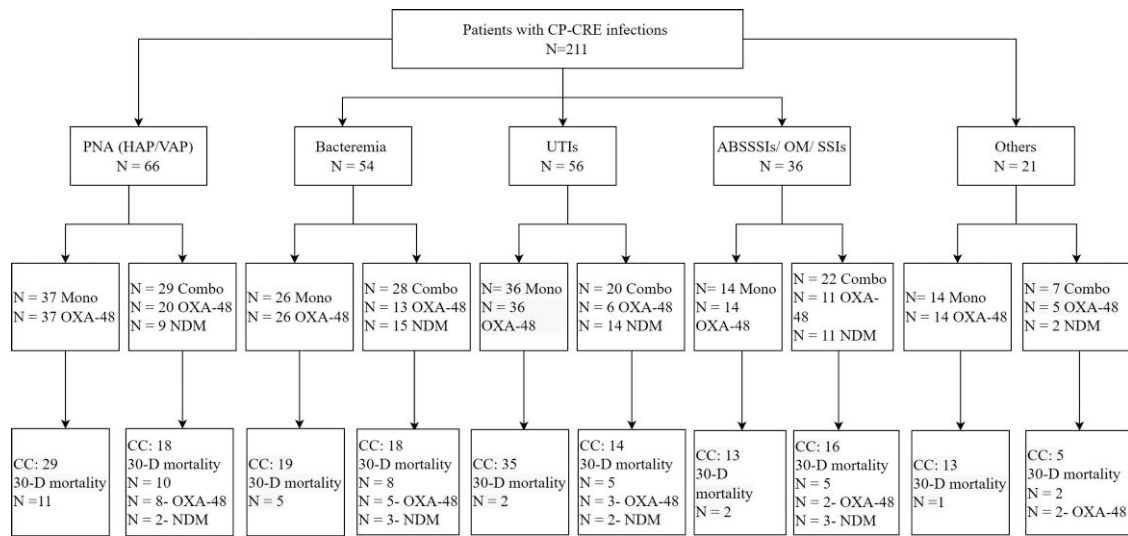 Patients with CP-CRE infections
N=211
PNA (HAP/VAP)
N = 66
Bacteremia
N = 54
UTIs
N = 56
ABSSSIs/ OM/ SSIs
N = 36
Others
N = 21
N = 37 Mono
N = 37 OXA-48
N = 29 Combo
N = 20 OXA-48
N = 9 NDM
N = 26 Mono
N = 26 OXA-48
N = 28 Combo
N = 13 OXA-48
N = 15 NDM
N= 36 Mono
N = 36
OXA-48
N = 20 Combo
N = 6 OXA-48
N = 14 NDM
N= 14 Mono
N = 14
OXA-48
N = 22 Combo
N = 11 OXA-
48
N = 11 NDM
N= 14 Mono
N = 14 OXA-48
N = 7 Combo
N = 5 OXA-48
N = 2 NDM
CC: 29
30-D mortality
N =11
CC: 18
30-D mortality
N = 10
N = 8- OXA-48
N = 2- NDM
CC: 19
30-D mortality
N = 5
CC: 18
30-D mortality
N = 8
N = 5- OXA-48
N = 3- NDM
CC: 35
30-D mortality
N = 2
CC: 14
30-D mortality
N = 5
N = 3- OXA-48
N = 2- NDM
CC: 13
30-D
mortality
N = 2
CC: 16
30-D mortality
N = 5
N = 2- OXA-48
N = 3- NDM
CC: 13
30-D mortality
N =1
CC: 5
30-D mortality
N = 2
N = 2- OXA-48